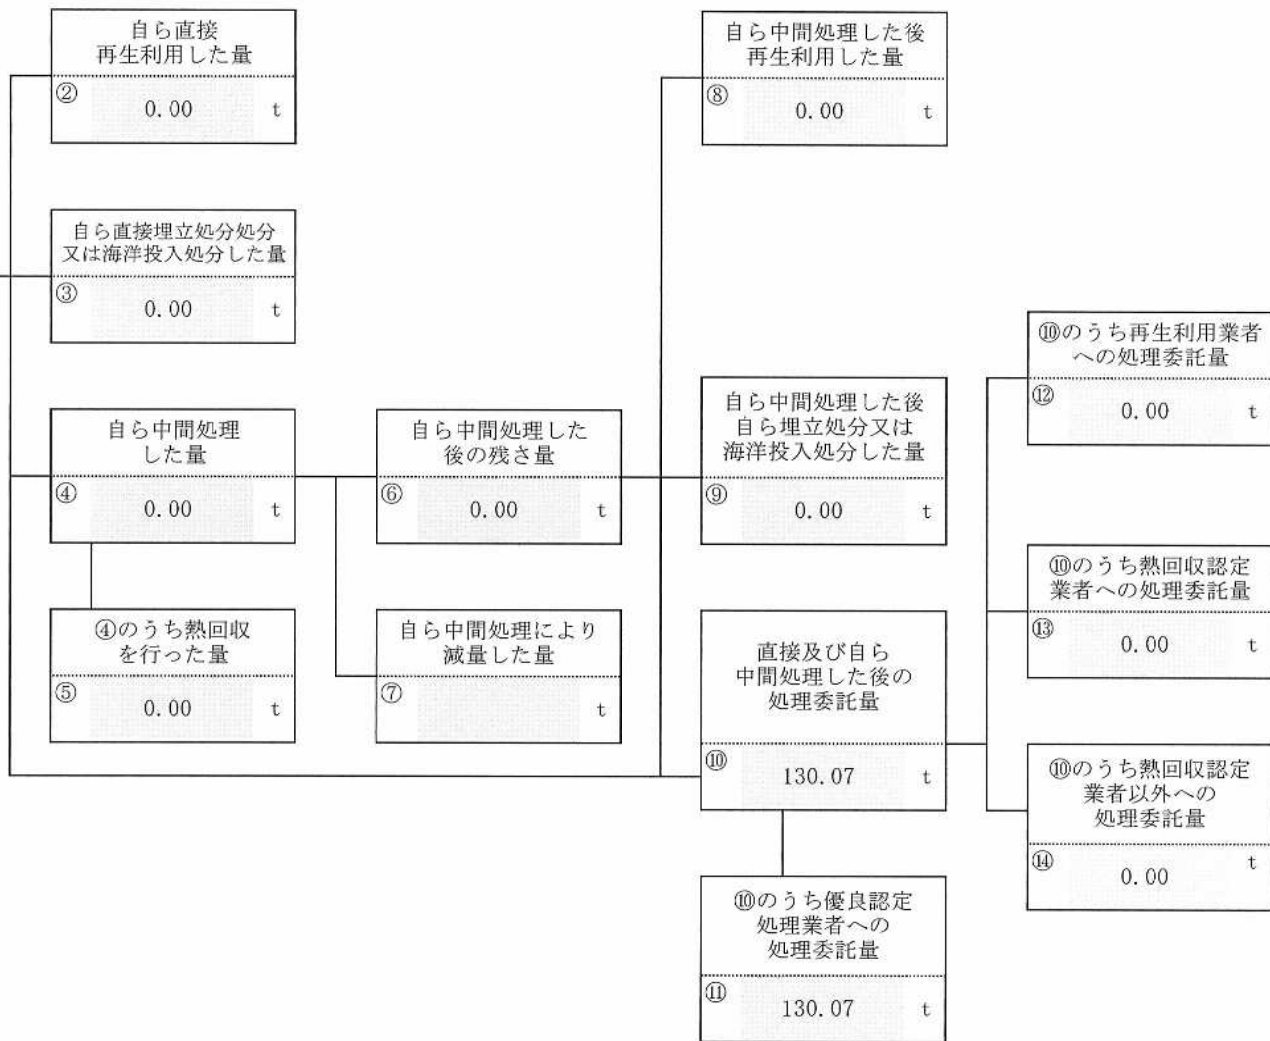 自ら直接
再生利用した量
② 0.00 t
自ら直接埋立処分処分
又は海洋投入処分した量
③ 0.00 t
自ら中間処理
した量
④ 0.00 t
④のうち熱回収
を行った量
⑤ 0.00 t
自ら中間処理した
後の残さ量
⑥ 0.00 t
自ら中間処理により
減量した量
⑦ t
自ら中間処理した後
再生利用した量
⑧ 0.00 t
自ら中間処理した後
自ら埋立処分又は
海洋投入処分した量
⑨ 0.00 t
直接及び自ら
中間処理した後の
処理委託量
⑩ 130.07 t
⑩のうち優良認定
処理業者への
処理委託量
⑪ 130.07 t
⑩のうち再生利用業者
への処理委託量
⑫ 0.00 t
⑩のうち熱回収認定
業者への処理委託量
⑬ 0.00 t
⑩のうち熱回収認定
業者以外への
処理委託量
⑭ 0.00 t